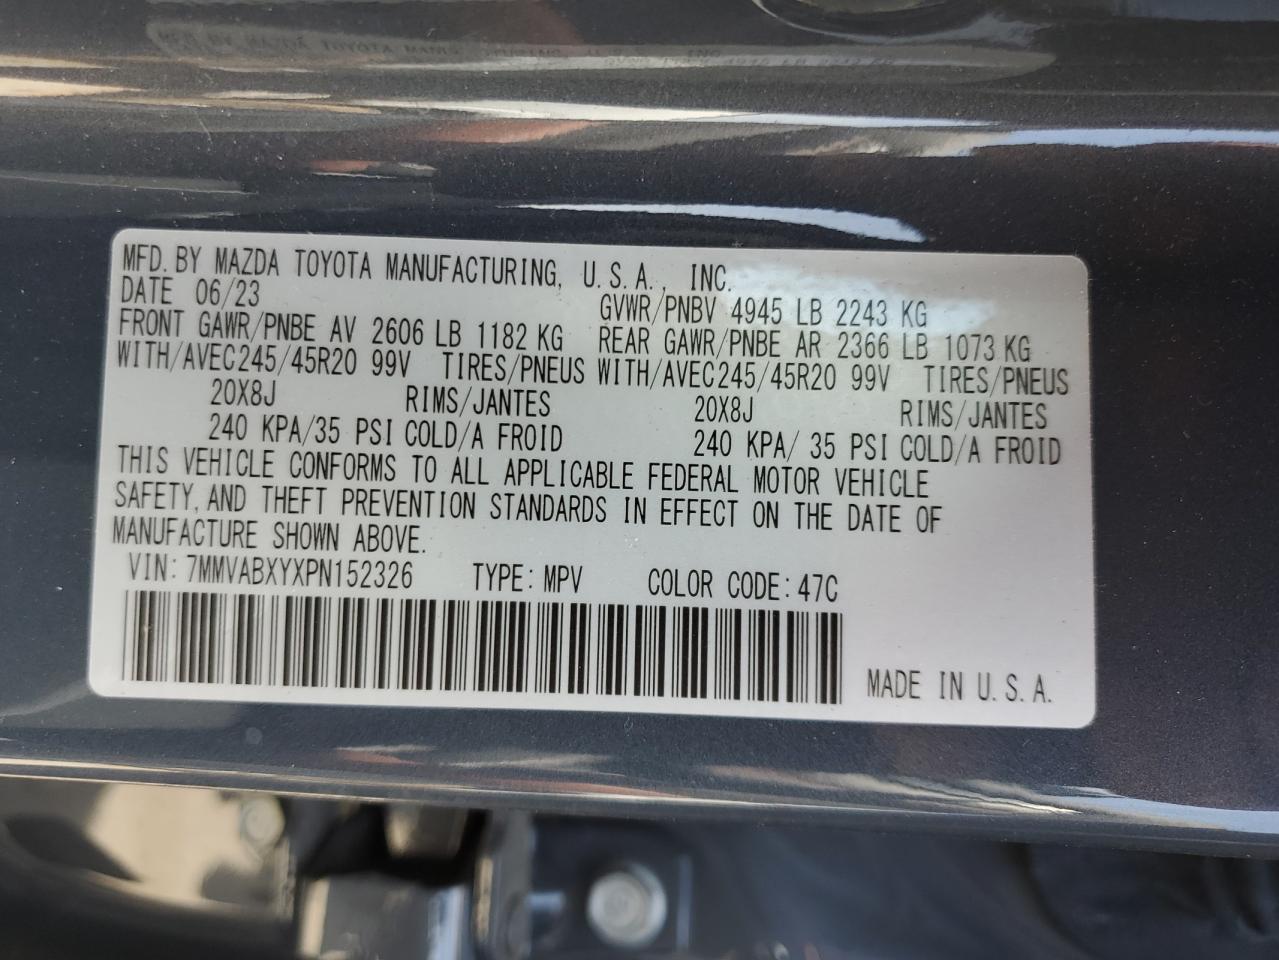 MFD. BY MAZDA TOYOTA MANUFACTURING, U.S.A., INC.
DATE 06/23 GVWR/PNBV 4945 LB 2243 KG
FRONT GAWR/PNBE AV 2606 LB 1182 KG REAR GAWR/PNBE AR 2366 LB 1073 KG
WITH/AVEC245/45R20 99V TIRES/PNEUS WITH/AVEC245/45R20 99V TIRES/PNEUS
20X8J RIMS/JANTES 20X8J RIMS/JANTES
240 KPA/35 PSI COLD/A FROID 240 KPA/ 35 PSI COLD/A FROID
THIS VEHICLE CONFORMS TO ALL APPLICABLE FEDERAL MOTOR VEHICLE
SAFETY, AND THEFT PREVENTION STANDARDS IN EFFECT ON THE DATE OF
MANUFACTURE SHOWN ABOVE.
VIN: 7MMVABXYXPN152326 TYPE: MPV COLOR CODE: 47C
MADE IN U.S.A.